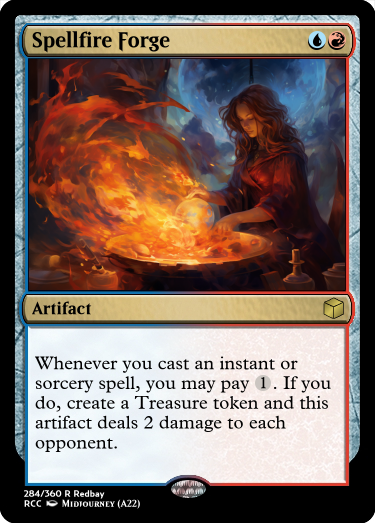 Spellfire Forge
Artifact
Whenever you cast an instant or
sorcery spell, you may pay 1. If you
do, create a Treasure token and this
artifact deals 2 damage to each
opponent.
284/360 R Redbay
RCC Midjourney (A22)